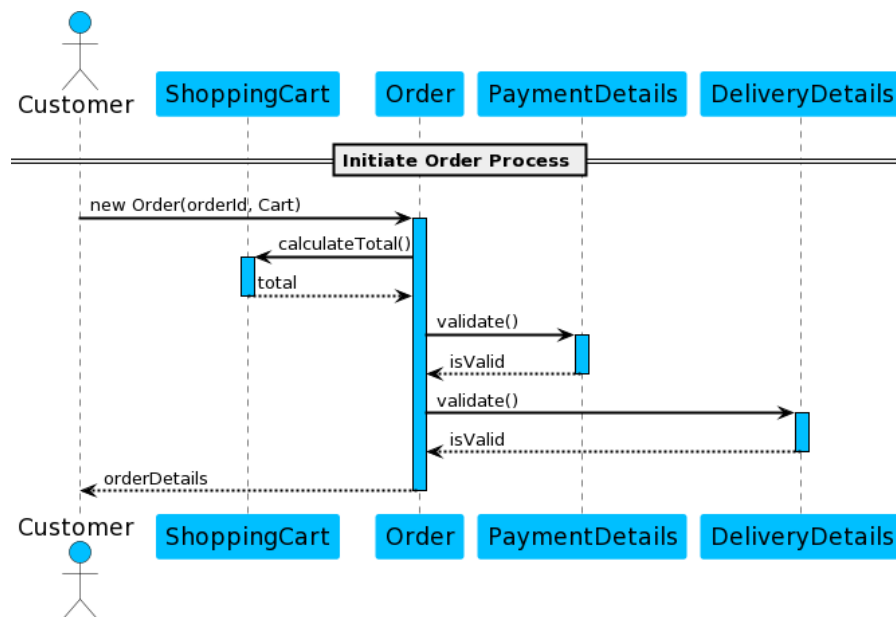 Customer
ShoppingCart
Order
PaymentDetails
DeliveryDetails
Initiate Order Process
new Order(orderId, Cart)
calculateTotal()
total
validate()
isValid
validate()
isValid
orderDetails
Customer
ShoppingCart
Order
PaymentDetails
DeliveryDetails